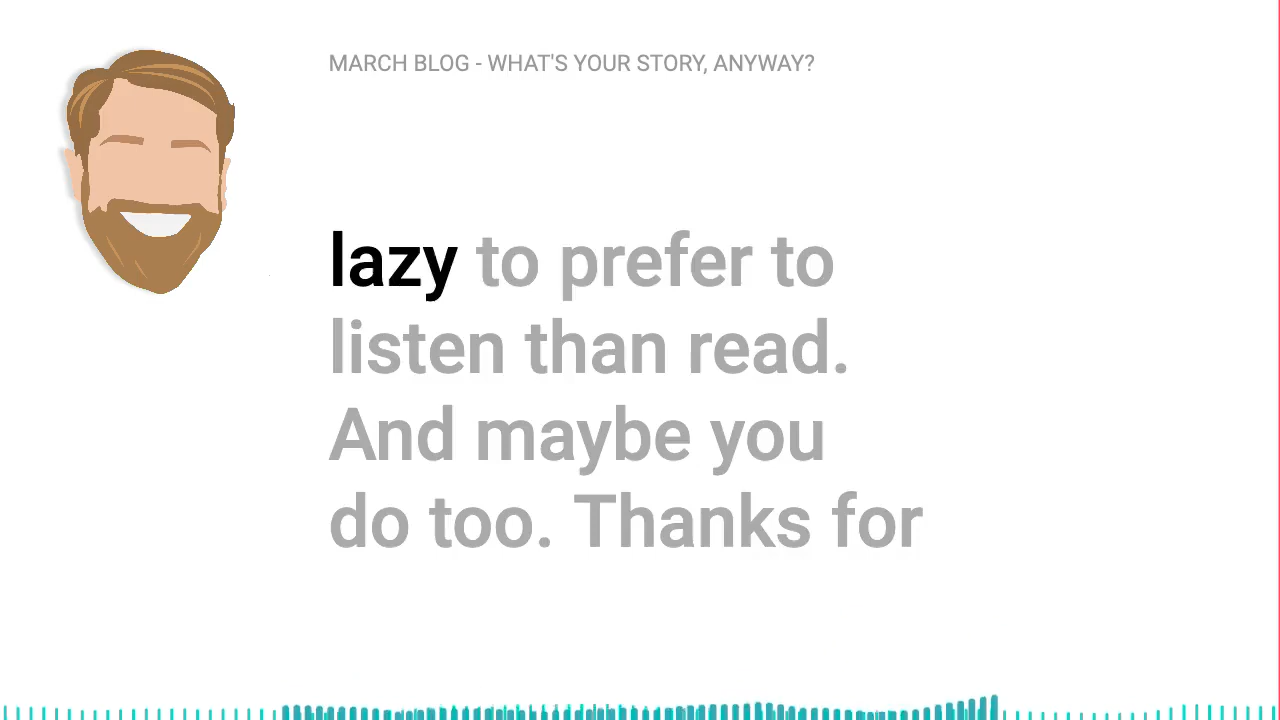 MARCH BLOG - WHAT'S YOUR STORY, ANYWAY?
lazy to prefer to
listen than read.
And maybe you
do too. Thanks for